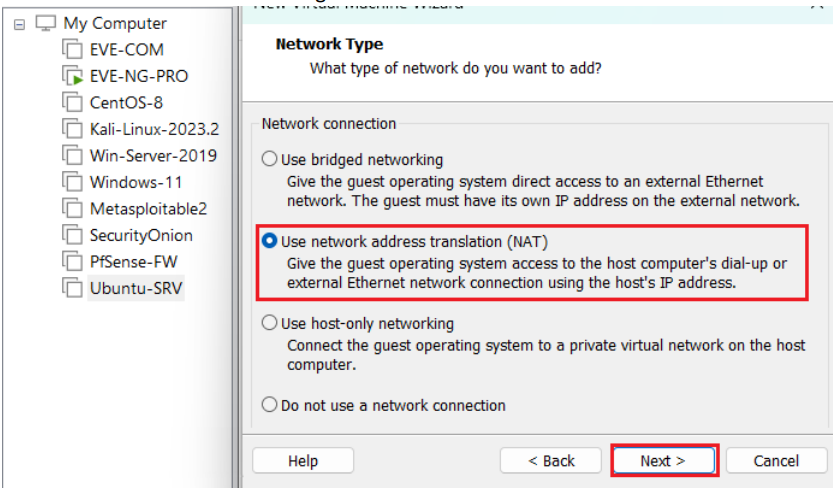 My Computer
EVE-COM
EVE-NG-PRO
CentOS-8
Kali-Linux-2023.2
Win-Server-2019
Windows-11
Metasploitable2
SecurityOnion
PfSense-FW
Ubuntu-SRV
New Virtual Machine Wizard
Network Type
What type of network do you want to add?
Network connection
Use bridged networking
Give the guest operating system direct access to an external Ethernet
network. The guest must have its own IP address on the external network.
Use network address translation (NAT)
Give the guest operating system access to the host computer's dial-up or
external Ethernet network connection using the host's IP address.
Use host-only networking
Connect the guest operating system to a private virtual network on the host
computer.
Do not use a network connection
Help
< Back
Next >
Cancel